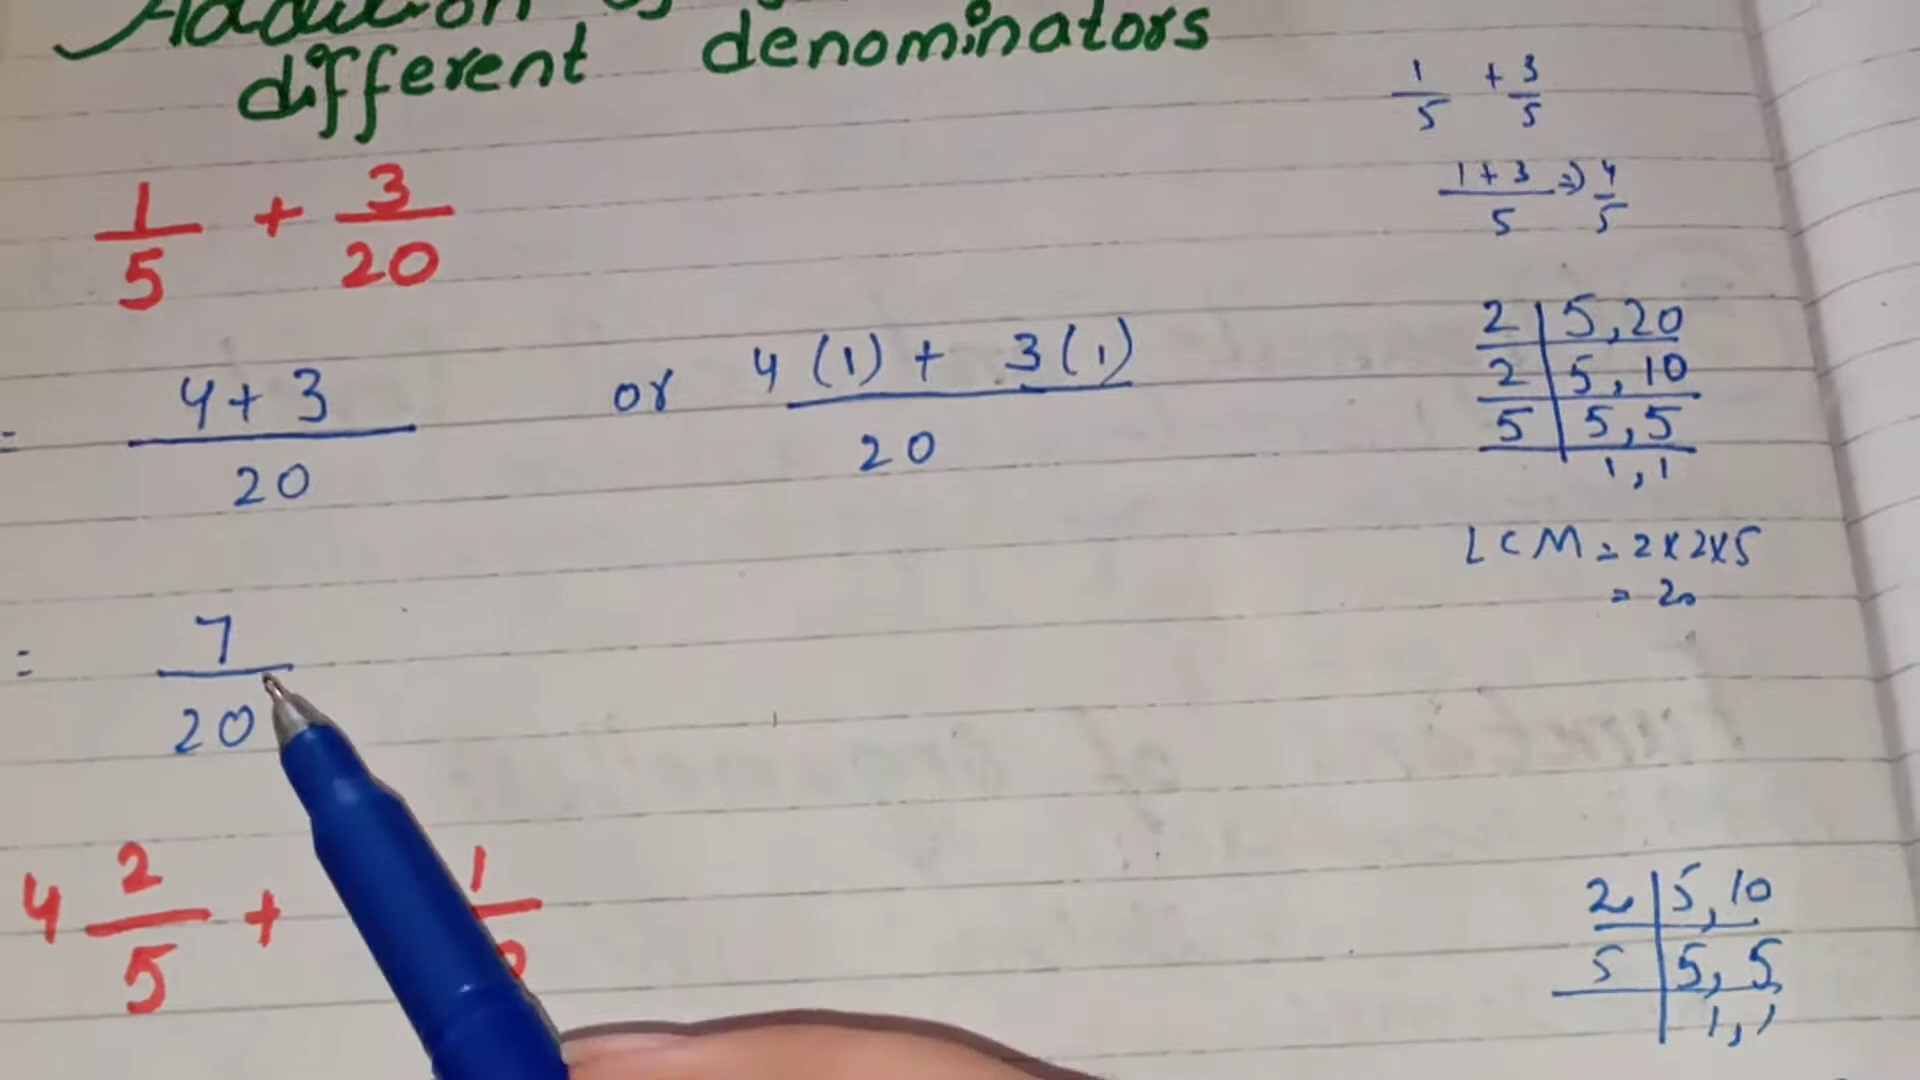 Addition
different denominators
1/5 + 3/20
= 4 + 3 / 20 or 4 (1) + 3 (1) / 20
= 7/20
4 2/5 + 1
1/5 + 3/5
1 + 3 / 5 => 4/5
2 | 5, 20
2 | 5, 10
5 | 5, 5
1, 1
LCM = 2 x 2 x 5
= 20
2 | 5, 10
5 | 5, 5
1, 1